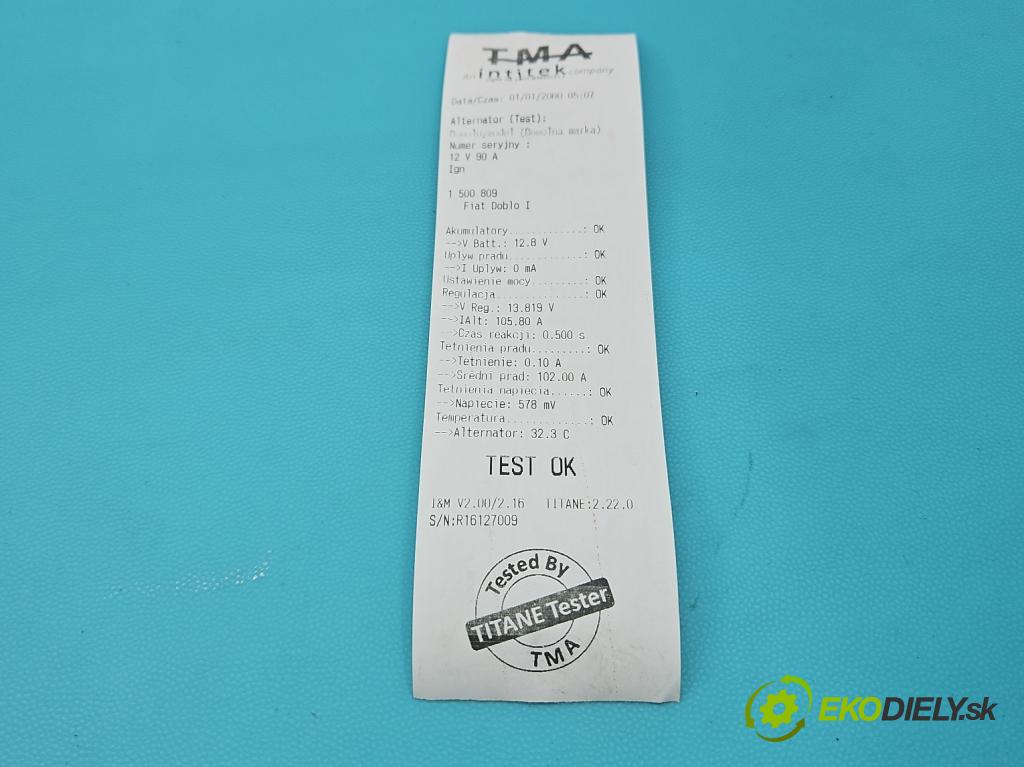 TMA
An intitek company
Data/Czas: 01/01/2000 05:07
Alternator (Test):
(Dowolna marka)
Numer seryjny :
12 V 90 A
Ign
1 500 809
Fiat Doblo I
Akumulatory............: OK
-->V Batt.: 12.8 V
Uplyw pradu............: OK
-->I Uplyw: 0 mA
Ustawienie mocy........: OK
Regulacja..............: OK
-->V Reg.: 13.819 V
-->IAlt: 105.80 A
-->Czas reakcji: 0.500 s
Tetnienia pradu.........: OK
-->Tetnienie: 0.10 A
-->Sredni prad: 102.00 A
Tetnienia napiecia......: OK
-->Napiecie: 578 mV
Temperatura.............: OK
-->Alternator: 32.3 C
TEST OK
I&M V2.00/2.16 TITANE:2.22.0
S/N:R16127009
Tested By
TITANE Tester
TMA
EKODIELY.sk